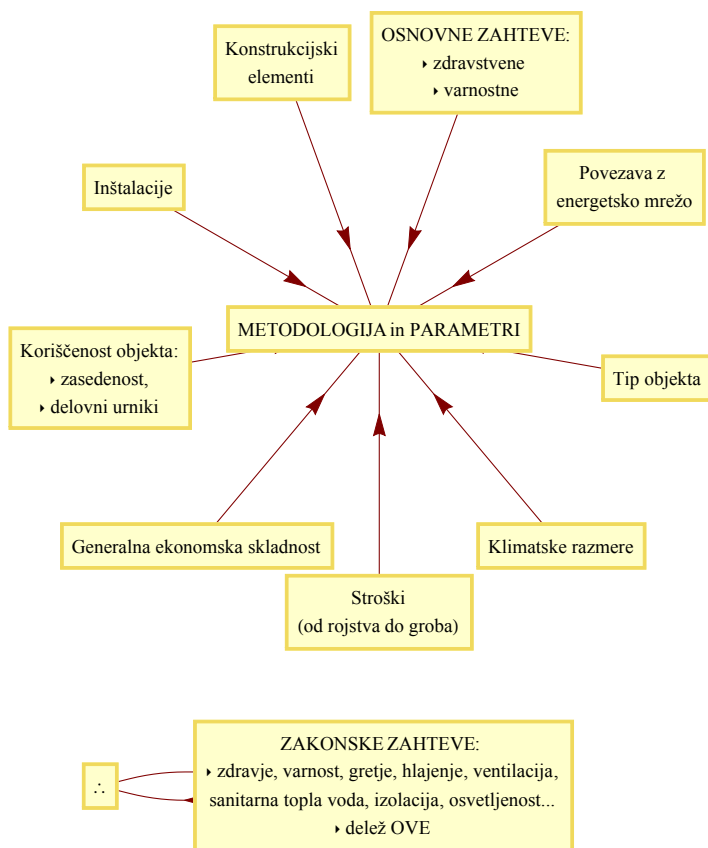 Konstrukcijski
elementi
OSNOVNE ZAHTEVE:
‣ zdravstvene
‣ varnostne
Inštalacije
Povezava z
energetsko mrežo
METODOLOGIJA in PARAMETRI
Koriščenost objekta:
‣ zasedenost,
‣ delovni urniki
Tip objekta
Generalna ekonomska skladnost
Klimatske razmere
Stroški
(od rojstva do groba)
∴
ZAKONSKE ZAHTEVE:
‣ zdravje, varnost, gretje, hlajenje, ventilacija,
sanitarna topla voda, izolacija, osvetljenost...
‣ delež OVE